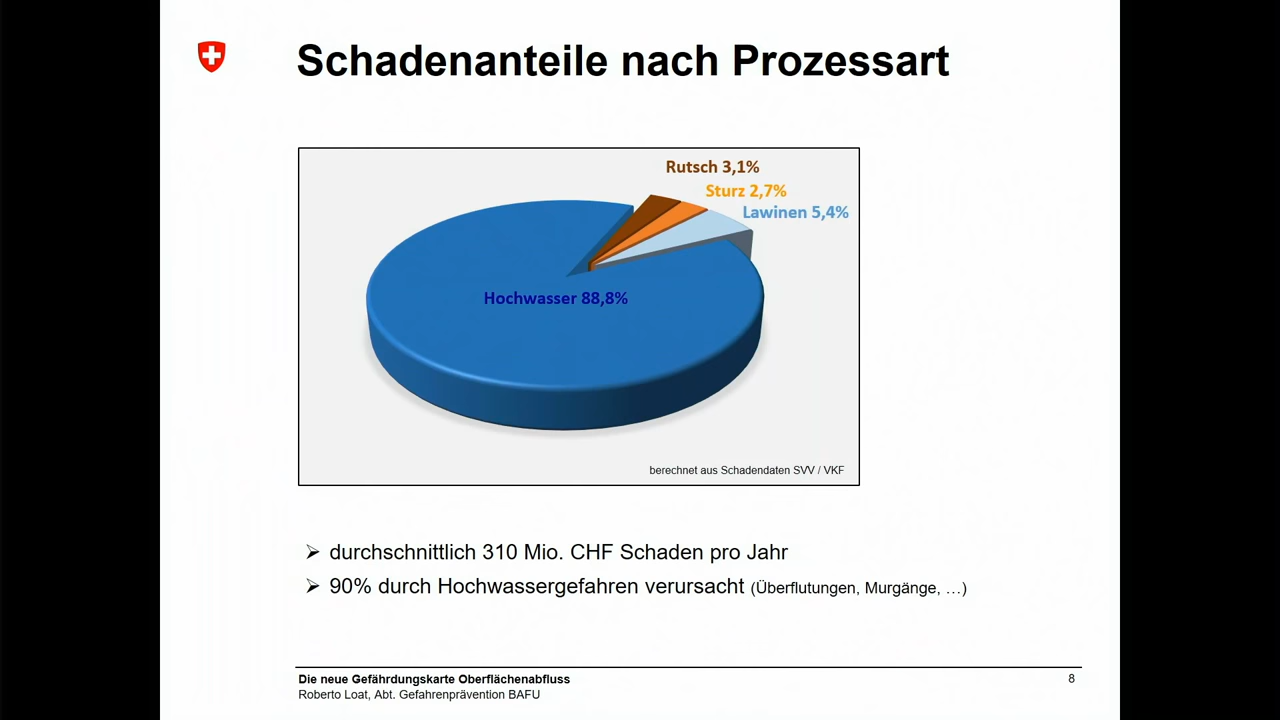 Schadenanteile nach Prozessart
Rutsch 3,1%
Sturz 2,7%
Lawinen 5,4%
Hochwasser 88,8%
berechnet aus Schadendaten SVV / VKF
➢ durchschnittlich 310 Mio. CHF Schaden pro Jahr
➢ 90% durch Hochwassergefahren verursacht (Überflutungen, Murgänge, …)
Die neue Gefährdungskarte Oberflächenabfluss
Roberto Loat, Abt. Gefahrenprävention BAFU
8